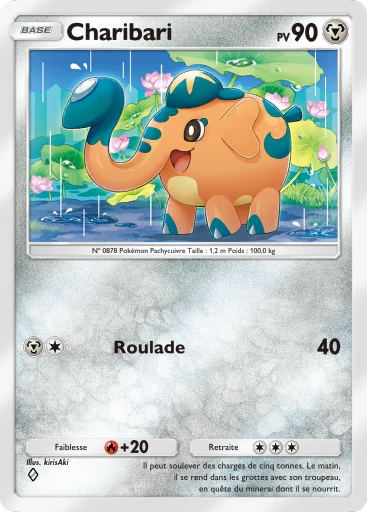 BASE Charibari PV 90
N° 0878 Pokémon Pachycuivre Taille : 1,2 m Poids : 100,0 kg
Roulade 40
Faiblesse +20 Retraite
Illus. kirisAki
Il peut soulever des charges de cinq tonnes. Le matin,
il se rend dans les grottes avec son troupeau,
en quête du minerai dont il se nourrit.